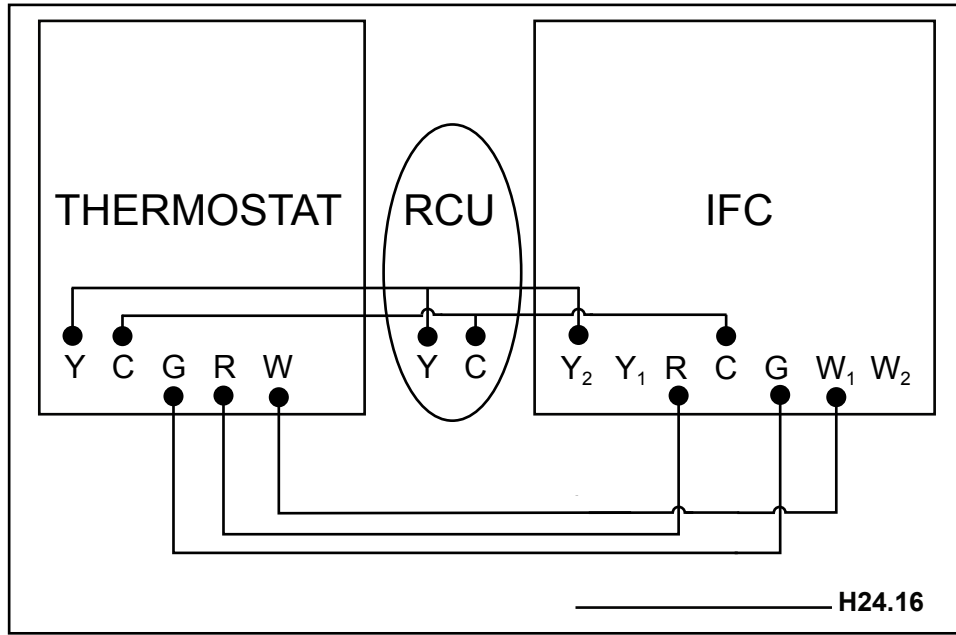 THERMOSTAT RCU IFC
Y C G R W Y C Y₂ Y₁ R C G W₁ W₂
H24.16